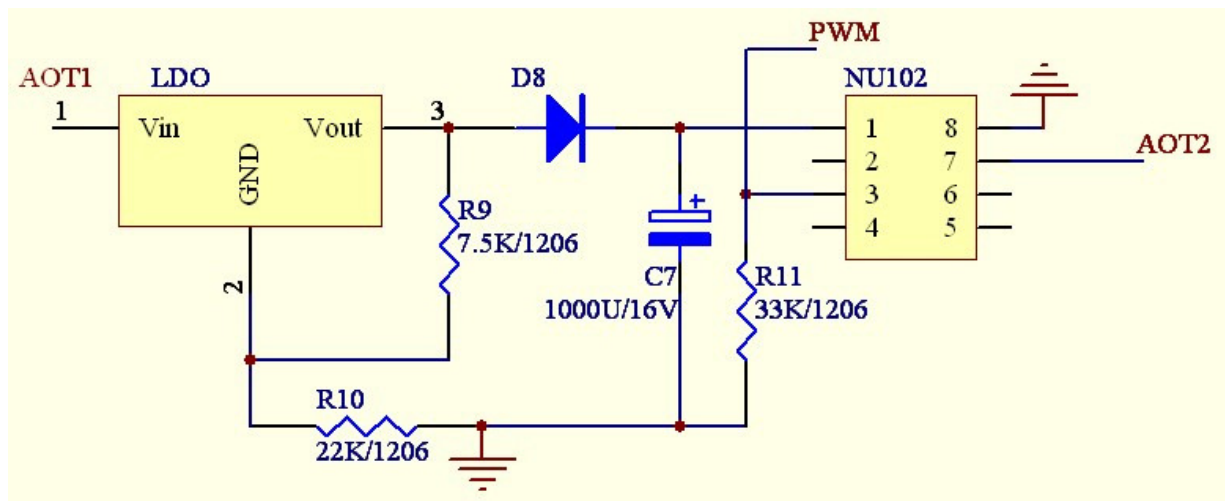 PWM
AOT1
LDO
D8
NU102
1
Vin
Vout
3
GND
1
8
2
7
AOT2
3
6
4
5
+
R9
7.5K/1206
2
C7
1000U/16V
R11
33K/1206
R10
22K/1206